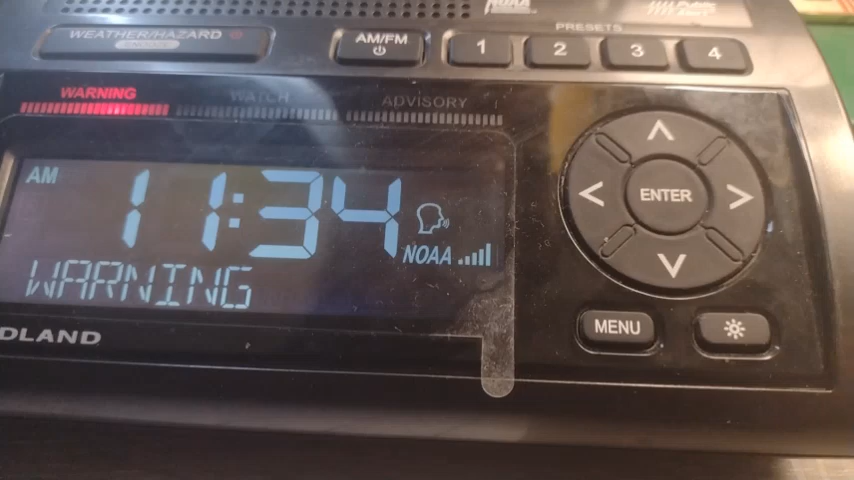 NOAA
WEATHER/HAZARD
AM/FM
PRESETS
1
2
3
4
WARNING
WATCH
ADVISORY
AM
11:34
NOAA
WARNING
DLAND
ENTER
MENU